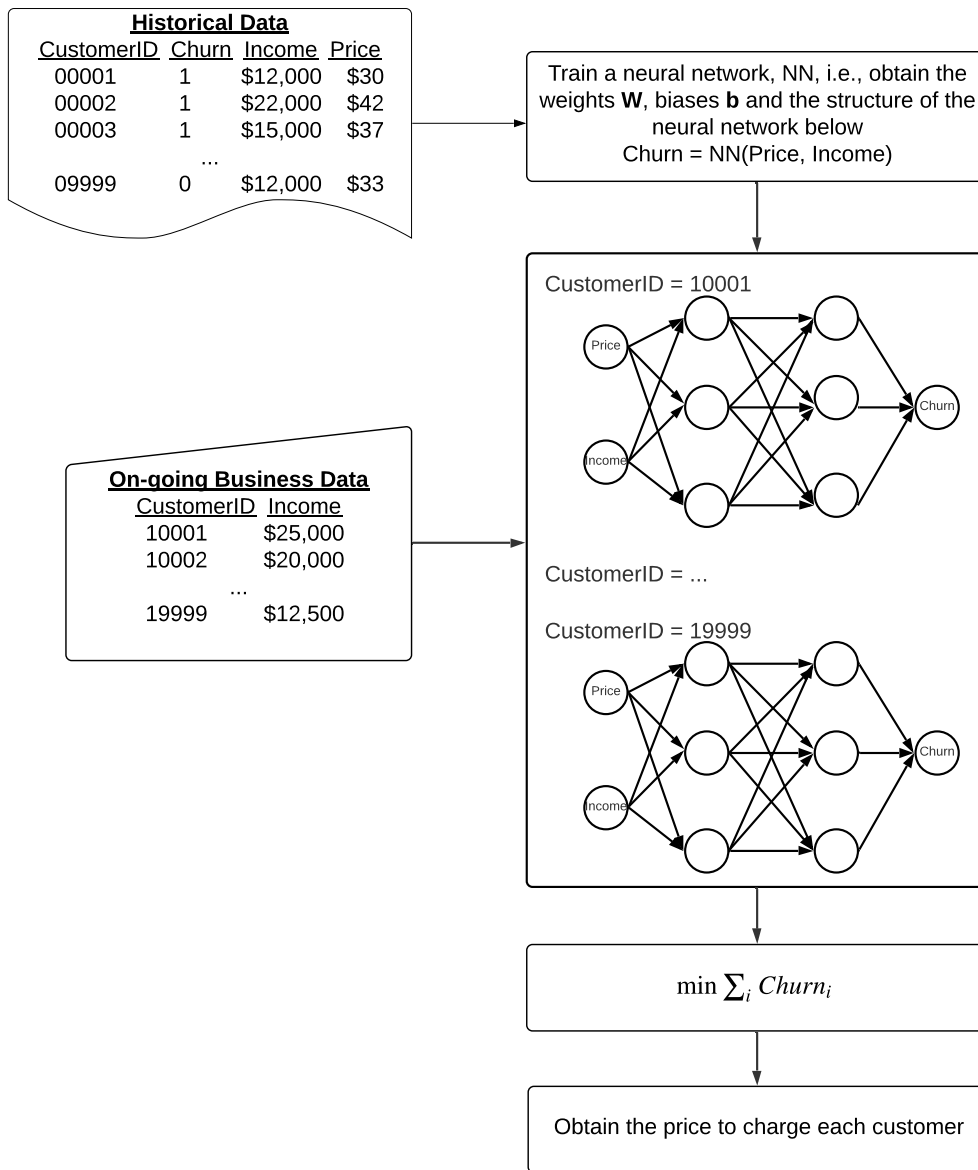 Historical Data
CustomerID Churn Income Price
00001 1 $12,000 $30
00002 1 $22,000 $42
00003 1 $15,000 $37
...
09999 0 $12,000 $33
Train a neural network, NN, i.e., obtain the
weights W, biases b and the structure of the
neural network below
Churn = NN(Price, Income)
On-going Business Data
CustomerID Income
10001 $25,000
10002 $20,000
...
19999 $12,500
CustomerID = 10001
Price
Income
Churn
CustomerID = ...
CustomerID = 19999
Price
Income
Churn
min ∑i Churni
Obtain the price to charge each customer